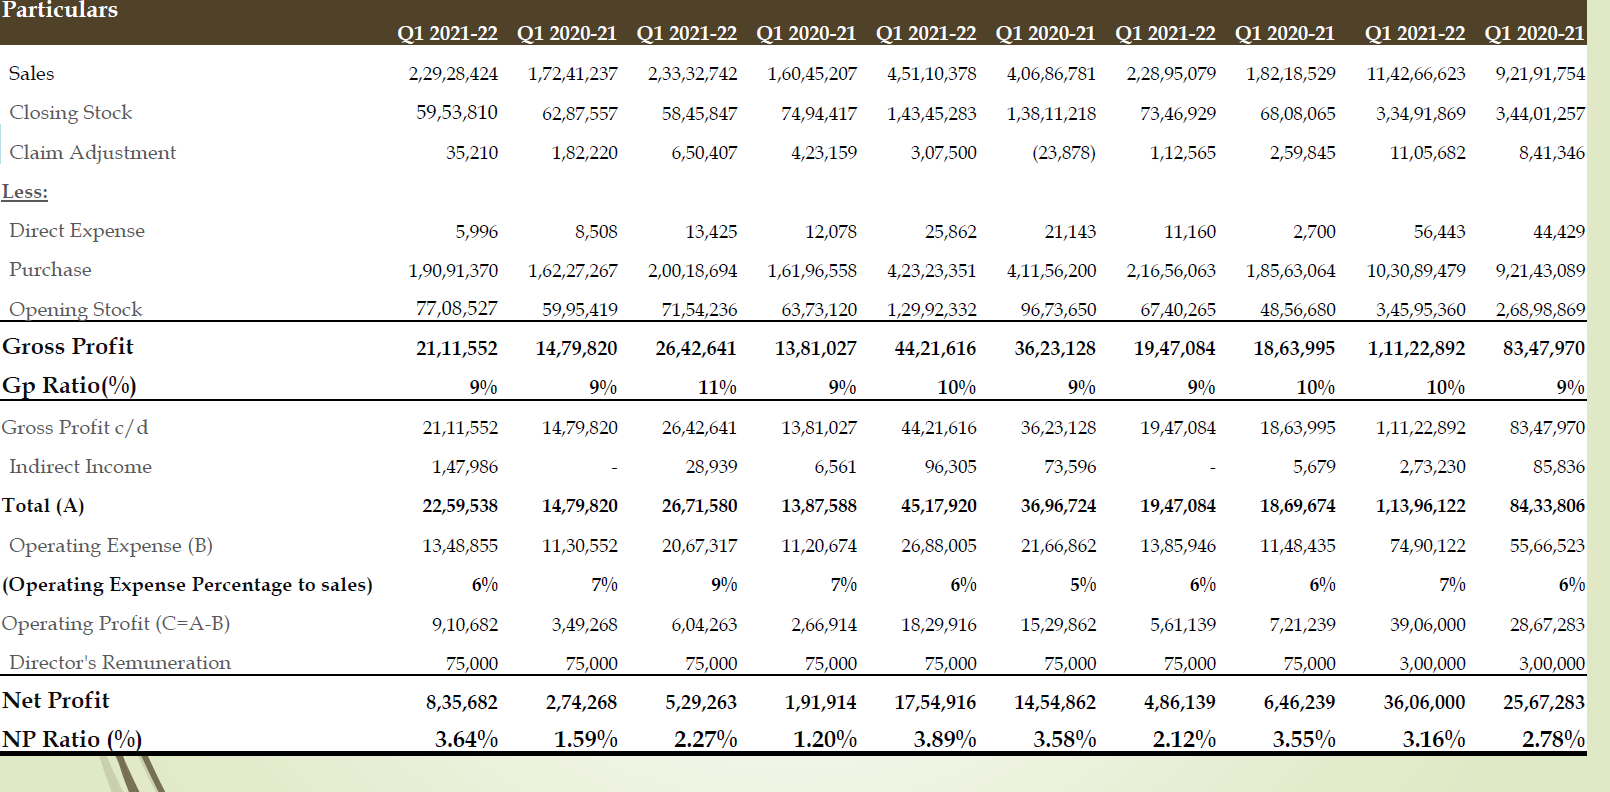 Particulars
Q1 2021-22 Q1 2020-21 Q1 2021-22 Q1 2020-21 Q1 2021-22 Q1 2020-21 Q1 2021-22 Q1 2020-21 Q1 2021-22 Q1 2020-21
Sales 2,29,28,424 1,72,41,237 2,33,32,742 1,60,45,207 4,51,10,378 4,06,86,781 2,28,95,079 1,82,18,529 11,42,66,623 9,21,91,754
Closing Stock 59,53,810 62,87,557 58,45,847 74,94,417 1,43,45,283 1,38,11,218 73,46,929 68,08,065 3,34,91,869 3,44,01,257
Claim Adjustment 35,210 1,82,220 6,50,407 4,23,159 3,07,500 (23,878) 1,12,565 2,59,845 11,05,682 8,41,346
Less:
Direct Expense 5,996 8,508 13,425 12,078 25,862 21,143 11,160 2,700 56,443 44,429
Purchase 1,90,91,370 1,62,27,267 2,00,18,694 1,61,96,558 4,23,23,351 4,11,56,200 2,16,56,063 1,85,63,064 10,30,89,479 9,21,43,089
Opening Stock 77,08,527 59,95,419 71,54,236 63,73,120 1,29,92,332 96,73,650 67,40,265 48,56,680 3,45,95,360 2,68,98,869
Gross Profit 21,11,552 14,79,820 26,42,641 13,81,027 44,21,616 36,23,128 19,47,084 18,63,995 1,11,22,892 83,47,970
Gp Ratio(%) 9% 9% 11% 9% 10% 9% 9% 10% 10% 9%
Gross Profit c/d 21,11,552 14,79,820 26,42,641 13,81,027 44,21,616 36,23,128 19,47,084 18,63,995 1,11,22,892 83,47,970
Indirect Income 1,47,986 - 28,939 6,561 96,305 73,596 - 5,679 2,73,230 85,836
Total (A) 22,59,538 14,79,820 26,71,580 13,87,588 45,17,920 36,96,724 19,47,084 18,69,674 1,13,96,122 84,33,806
Operating Expense (B) 13,48,855 11,30,552 20,67,317 11,20,674 26,88,005 21,66,862 13,85,946 11,48,435 74,90,122 55,66,523
(Operating Expense Percentage to sales) 6% 7% 9% 7% 6% 5% 6% 6% 7% 6%
Operating Profit (C=A-B) 9,10,682 3,49,268 6,04,263 2,66,914 18,29,916 15,29,862 5,61,139 7,21,239 39,06,000 28,67,283
Director's Remuneration 75,000 75,000 75,000 75,000 75,000 75,000 75,000 75,000 3,00,000 3,00,000
Net Profit 8,35,682 2,74,268 5,29,263 1,91,914 17,54,916 14,54,862 4,86,139 6,46,239 36,06,000 25,67,283
NP Ratio (%) 3.64% 1.59% 2.27% 1.20% 3.89% 3.58% 2.12% 3.55% 3.16% 2.78%